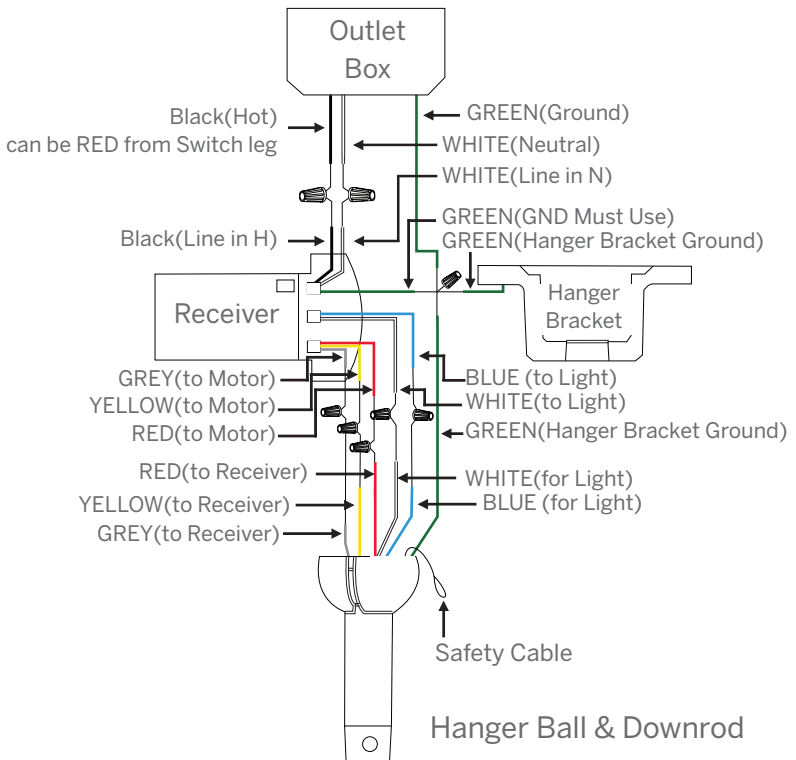 Outlet
Box
Black(Hot)
can be RED from Switch leg
GREEN(Ground)
WHITE(Neutral)
WHITE(Line in N)
GREEN(GND Must Use)
Black(Line in H)
GREEN(Hanger Bracket Ground)
Receiver
Hanger
Bracket
GREY(to Motor)
YELLOW(to Motor)
RED(to Motor)
BLUE (to Light)
WHITE(to Light)
GREEN(Hanger Bracket Ground)
RED(to Receiver)
YELLOW(to Receiver)
GREY(to Receiver)
WHITE(for Light)
BLUE (for Light)
Safety Cable
Hanger Ball & Downrod